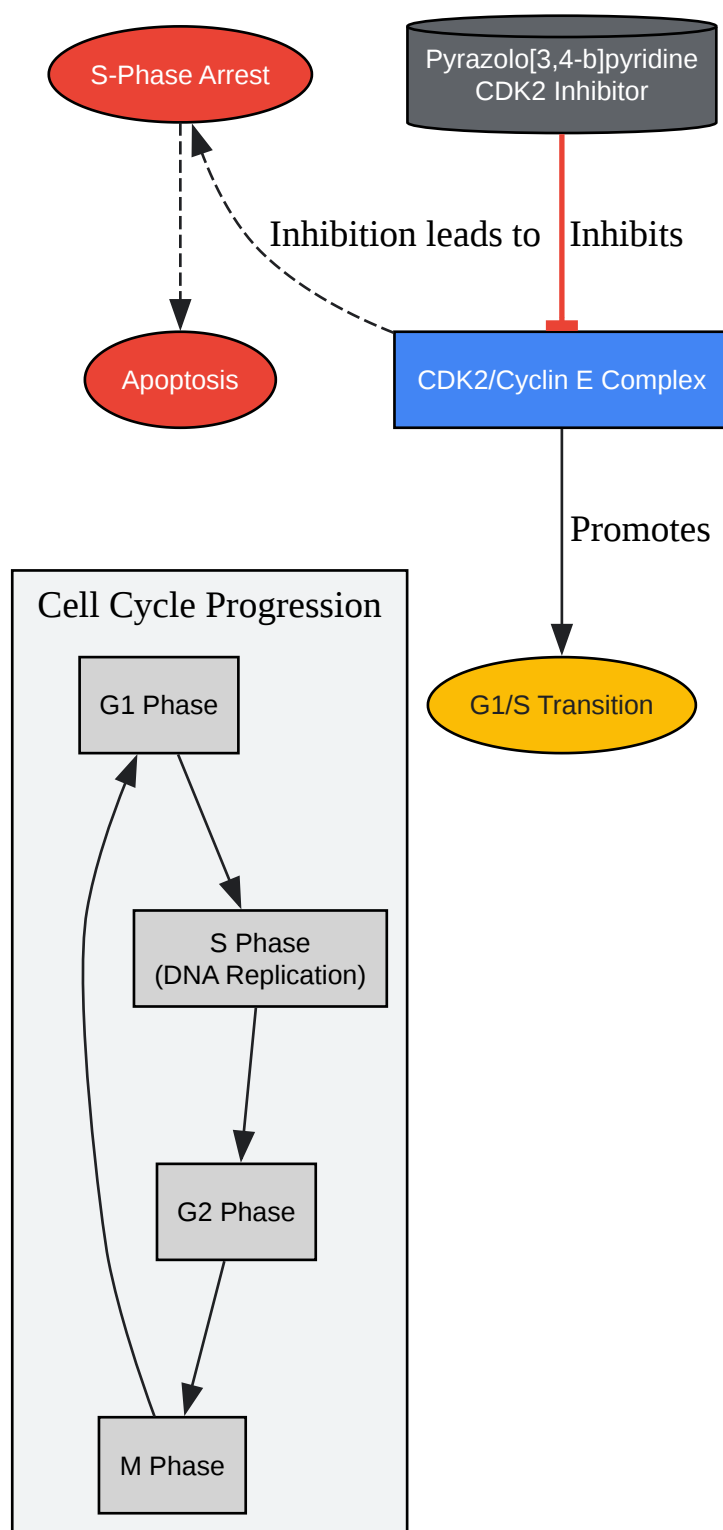 S-Phase Arrest
Pyrazolo[3,4-b]pyridine
CDK2 Inhibitor
Inhibition leads to
Inhibits
Apoptosis
CDK2/Cyclin E Complex
Promotes
Cell Cycle Progression
G1 Phase
G1/S Transition
S Phase
(DNA Replication)
G2 Phase
M Phase